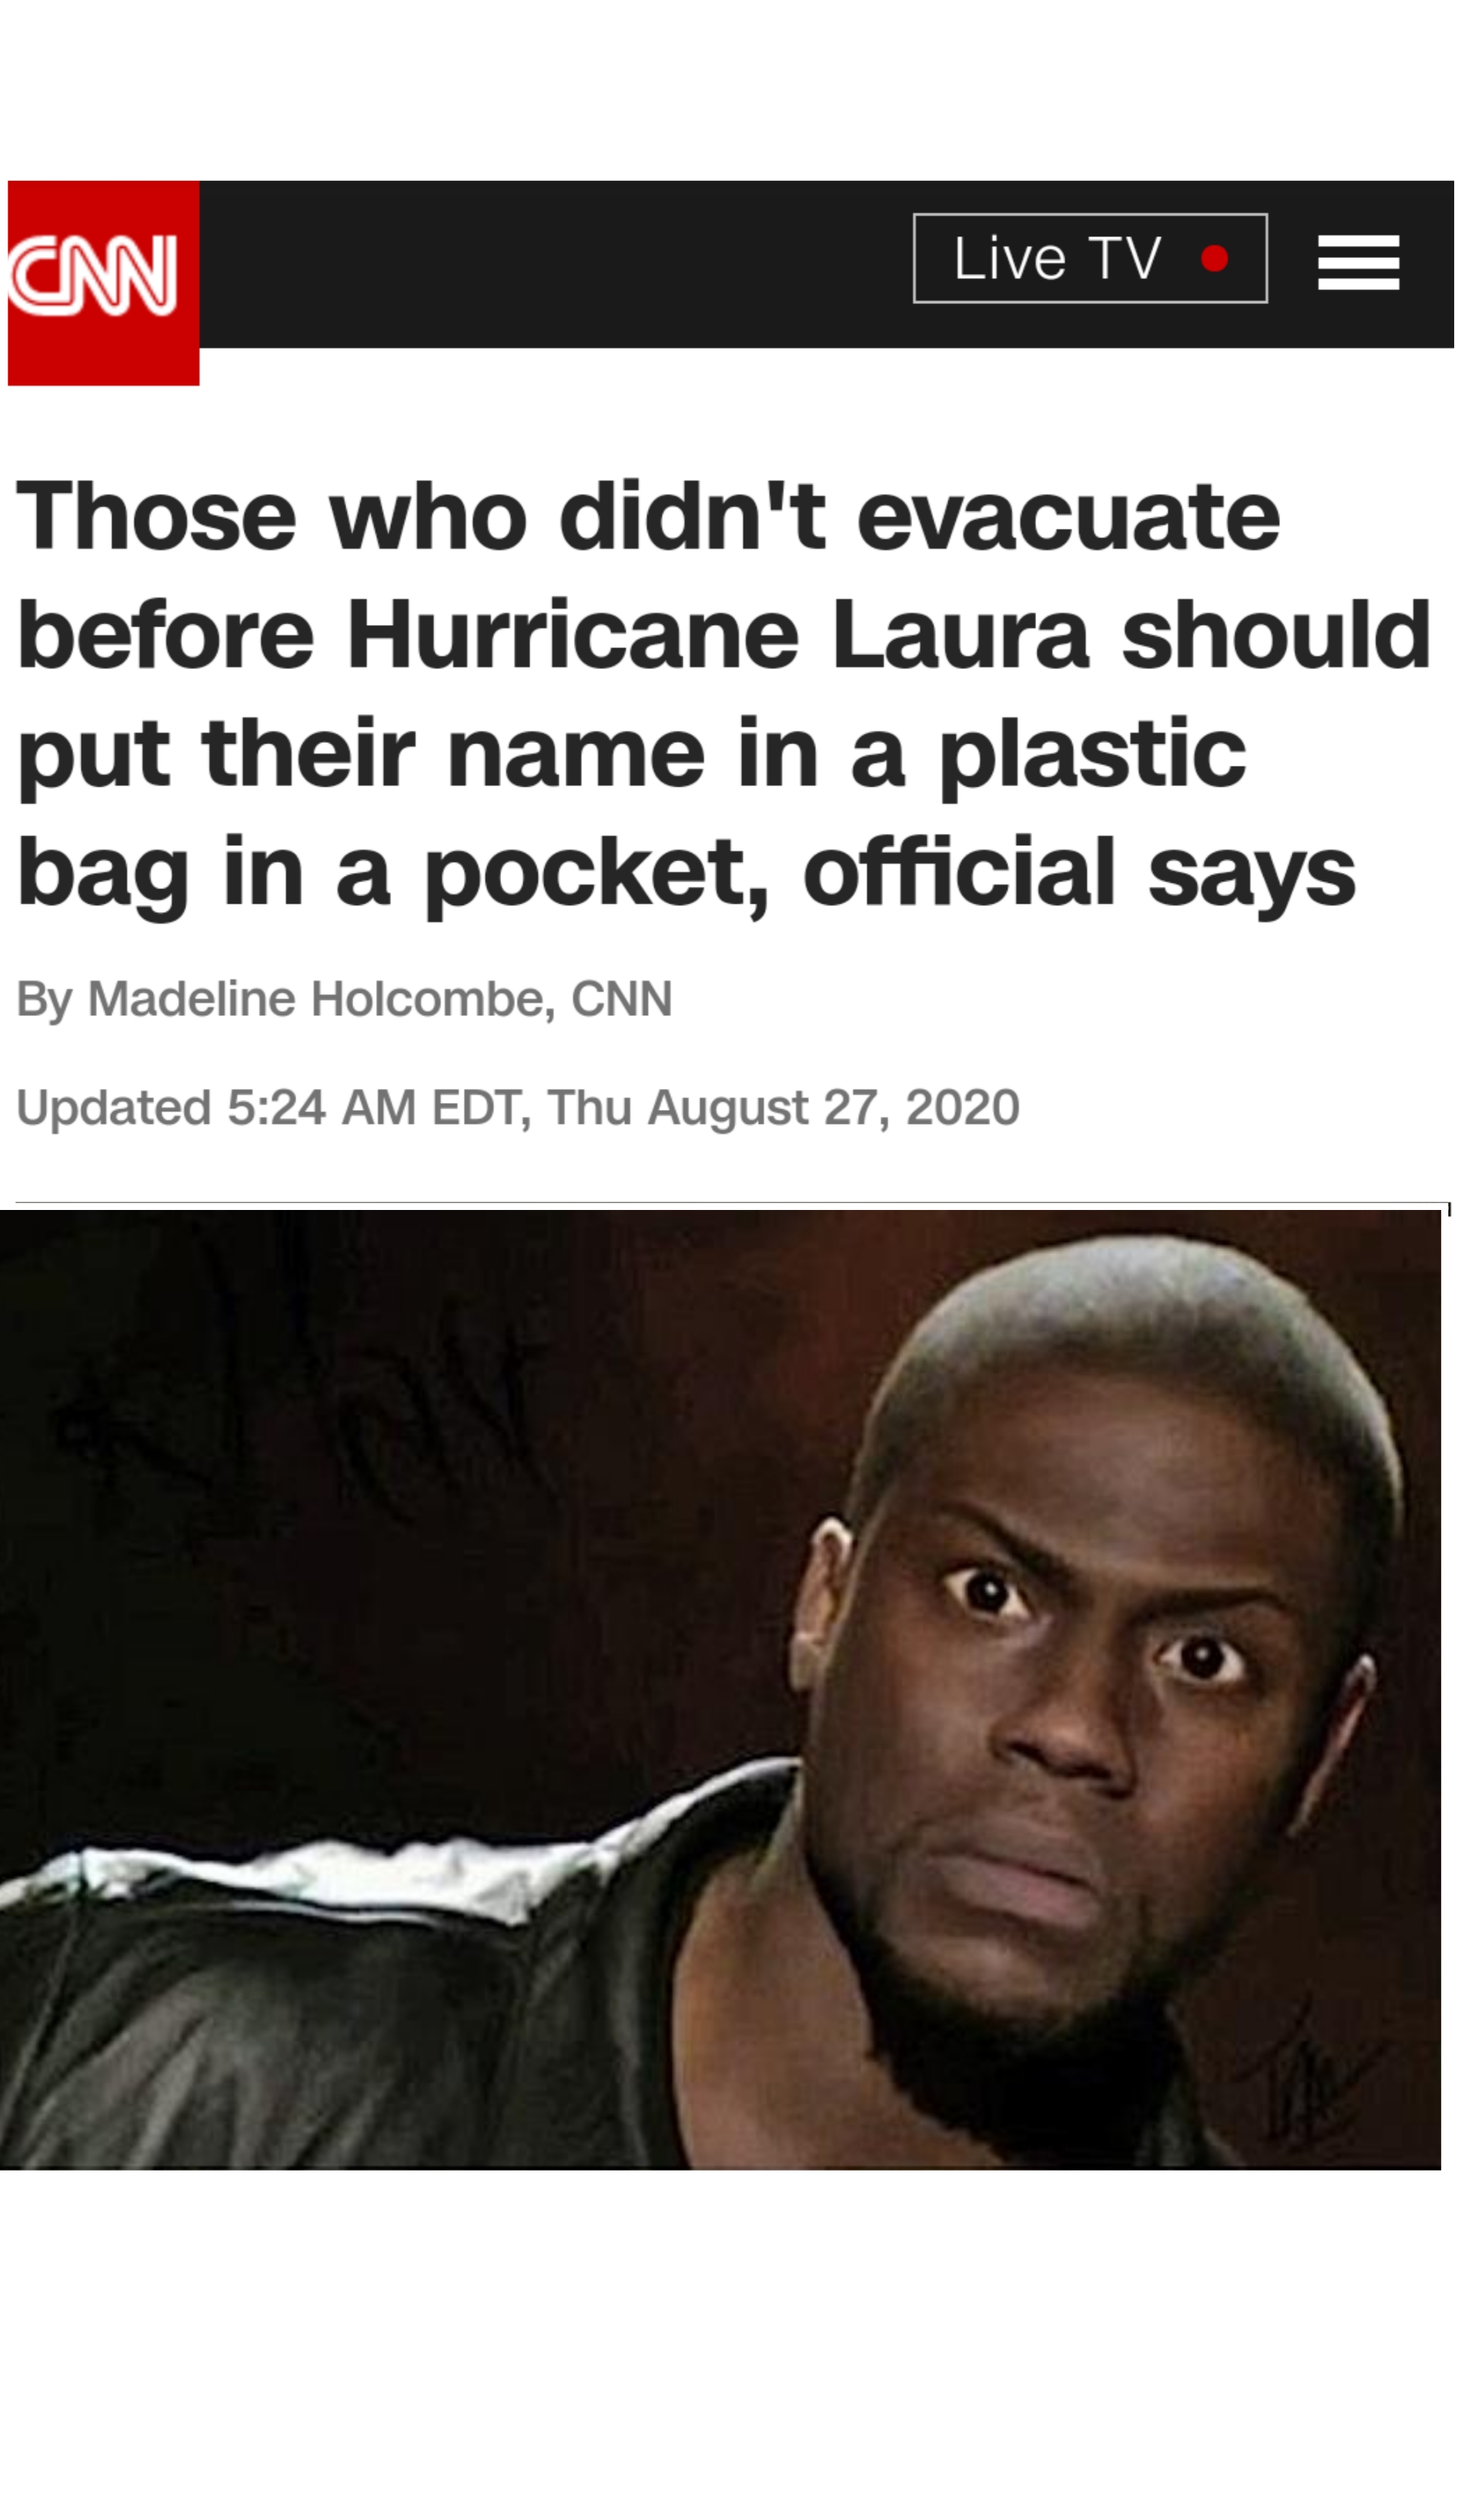 CNN
Live TV
Those who didn't evacuate
before Hurricane Laura should
put their name in a plastic
bag in a pocket, official says
By Madeline Holcombe, CNN
Updated 5:24 AM EDT, Thu August 27, 2020